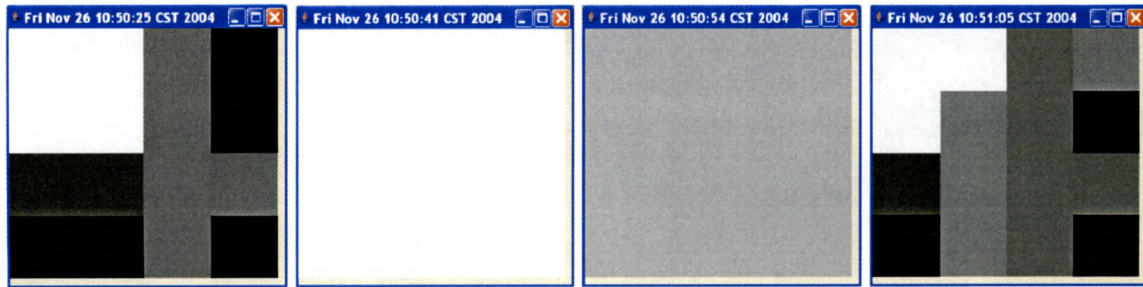 Fri Nov 26 10:50:25 CST 2004
Fri Nov 26 10:50:41 CST 2004
Fri Nov 26 10:50:54 CST 2004
Fri Nov 26 10:51:05 CST 2004